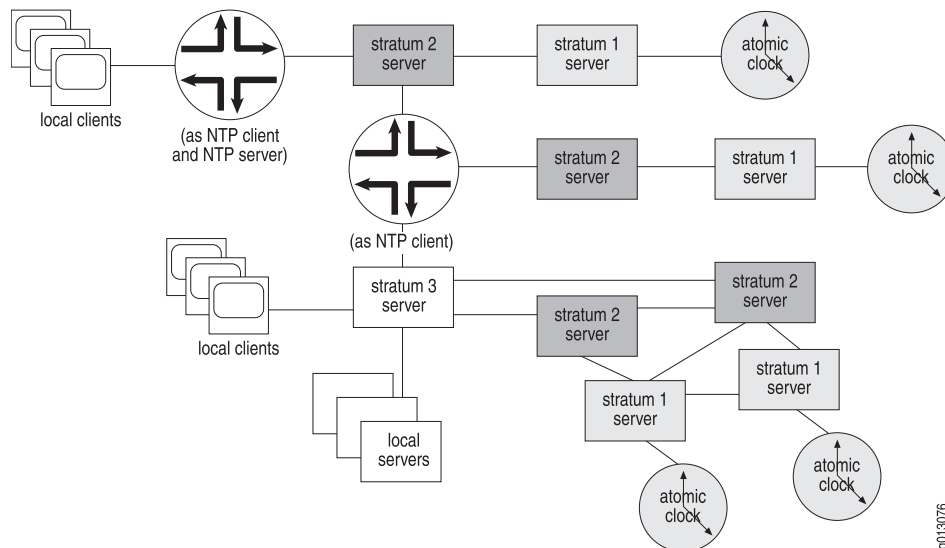 stratum 2
server
stratum 1
server
atomic
clock
local clients
(as NTP client
and NTP server)
stratum 2
server
stratum 1
server
atomic
clock
(as NTP client)
stratum 3
server
stratum 2
server
stratum 2
server
local clients
stratum 1
server
stratum 1
server
local
servers
atomic
clock
atomic
clock
g013076